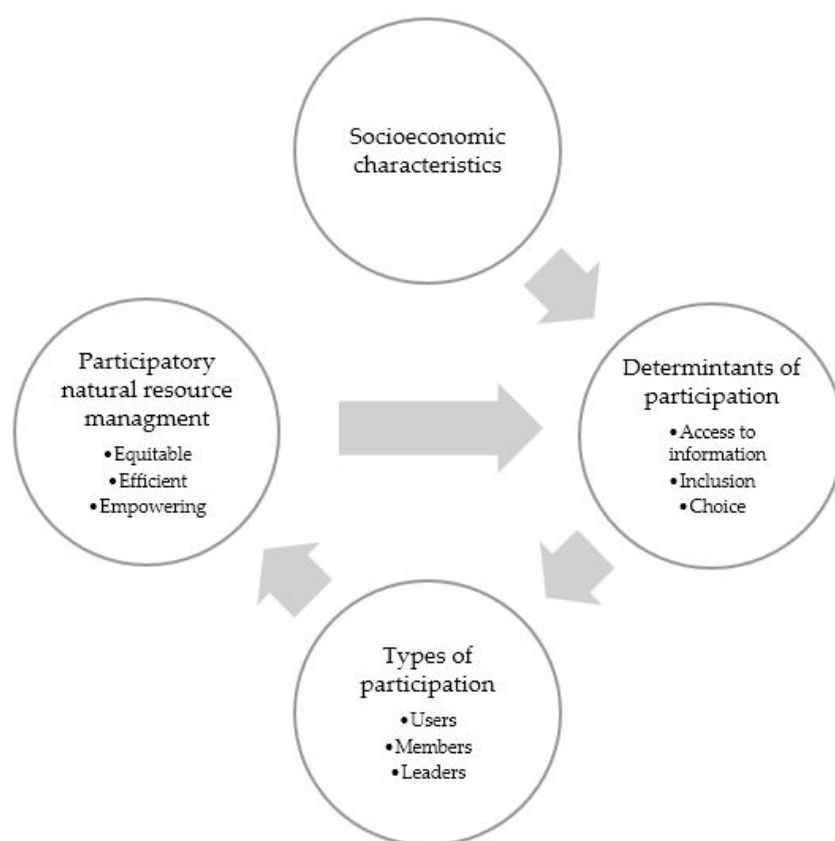 Socioeconomic
characteristics
Participatory
natural resource
managment
•Equitable
•Efficient
•Empowering
Determintants of
participation
•Access to
information
•Inclusion
•Choice
Types of
participation
•Users
•Members
•Leaders